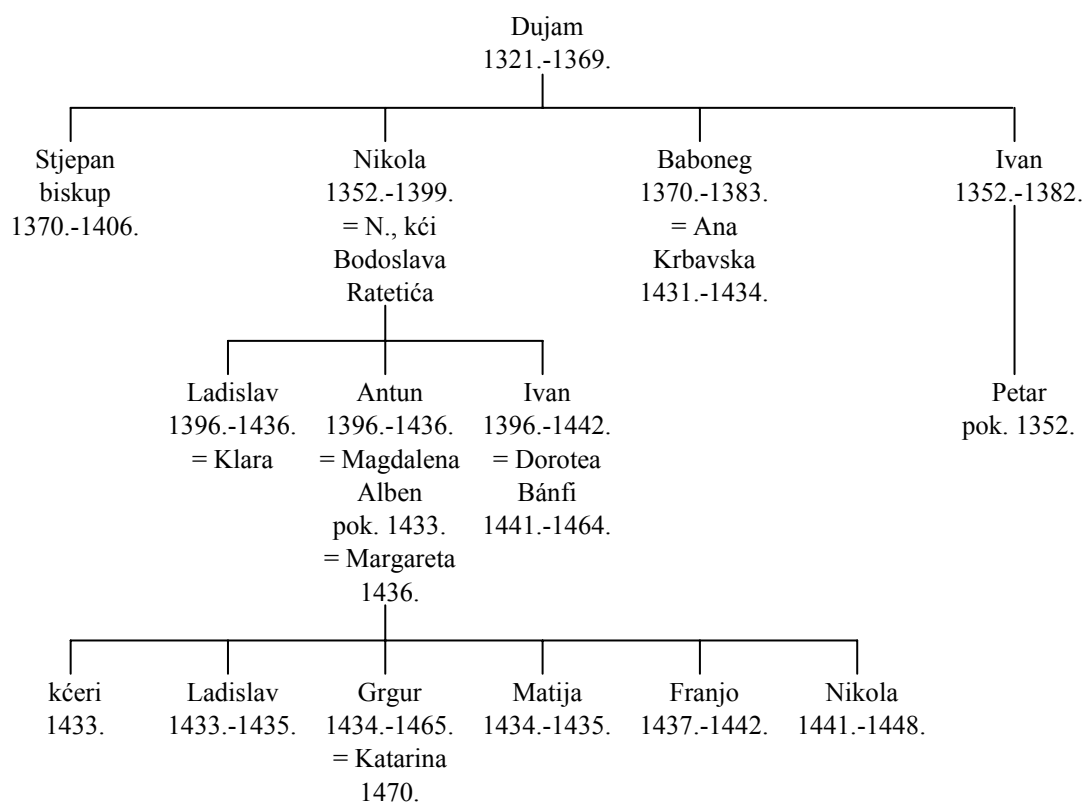 Dujam
1321.-1369.
Stjepan
biskup
1370.-1406.
Nikola
1352.-1399.
= N., kći
Bodoslava
Ratetića
Baboneg
1370.-1383.
= Ana
Krbavska
1431.-1434.
Ivan
1352.-1382.
Ladislav
1396.-1436.
= Klara
Antun
1396.-1436.
= Magdalena
Alben
pok. 1433.
= Margareta
1436.
Ivan
1396.-1442.
= Dorotea
Bánfi
1441.-1464.
Petar
pok. 1352.
kćeri
1433.
Ladislav
1433.-1435.
Grgur
1434.-1465.
= Katarina
1470.
Matija
1434.-1435.
Franjo
1437.-1442.
Nikola
1441.-1448.